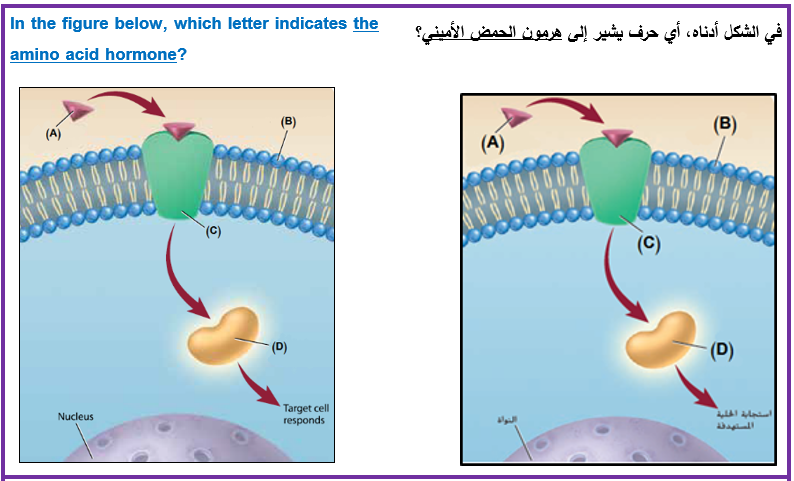 In the figure below, which letter indicates the
amino acid hormone?
في الشكل أدناه، أي حرف يشير إلى هرمون الحمض الأميني؟
(A)
(B)
(C)
(D)
Target cell
responds
Nucleus
(A)
(B)
(C)
(D)
استجابة الخلية
المستهدفة
النواة